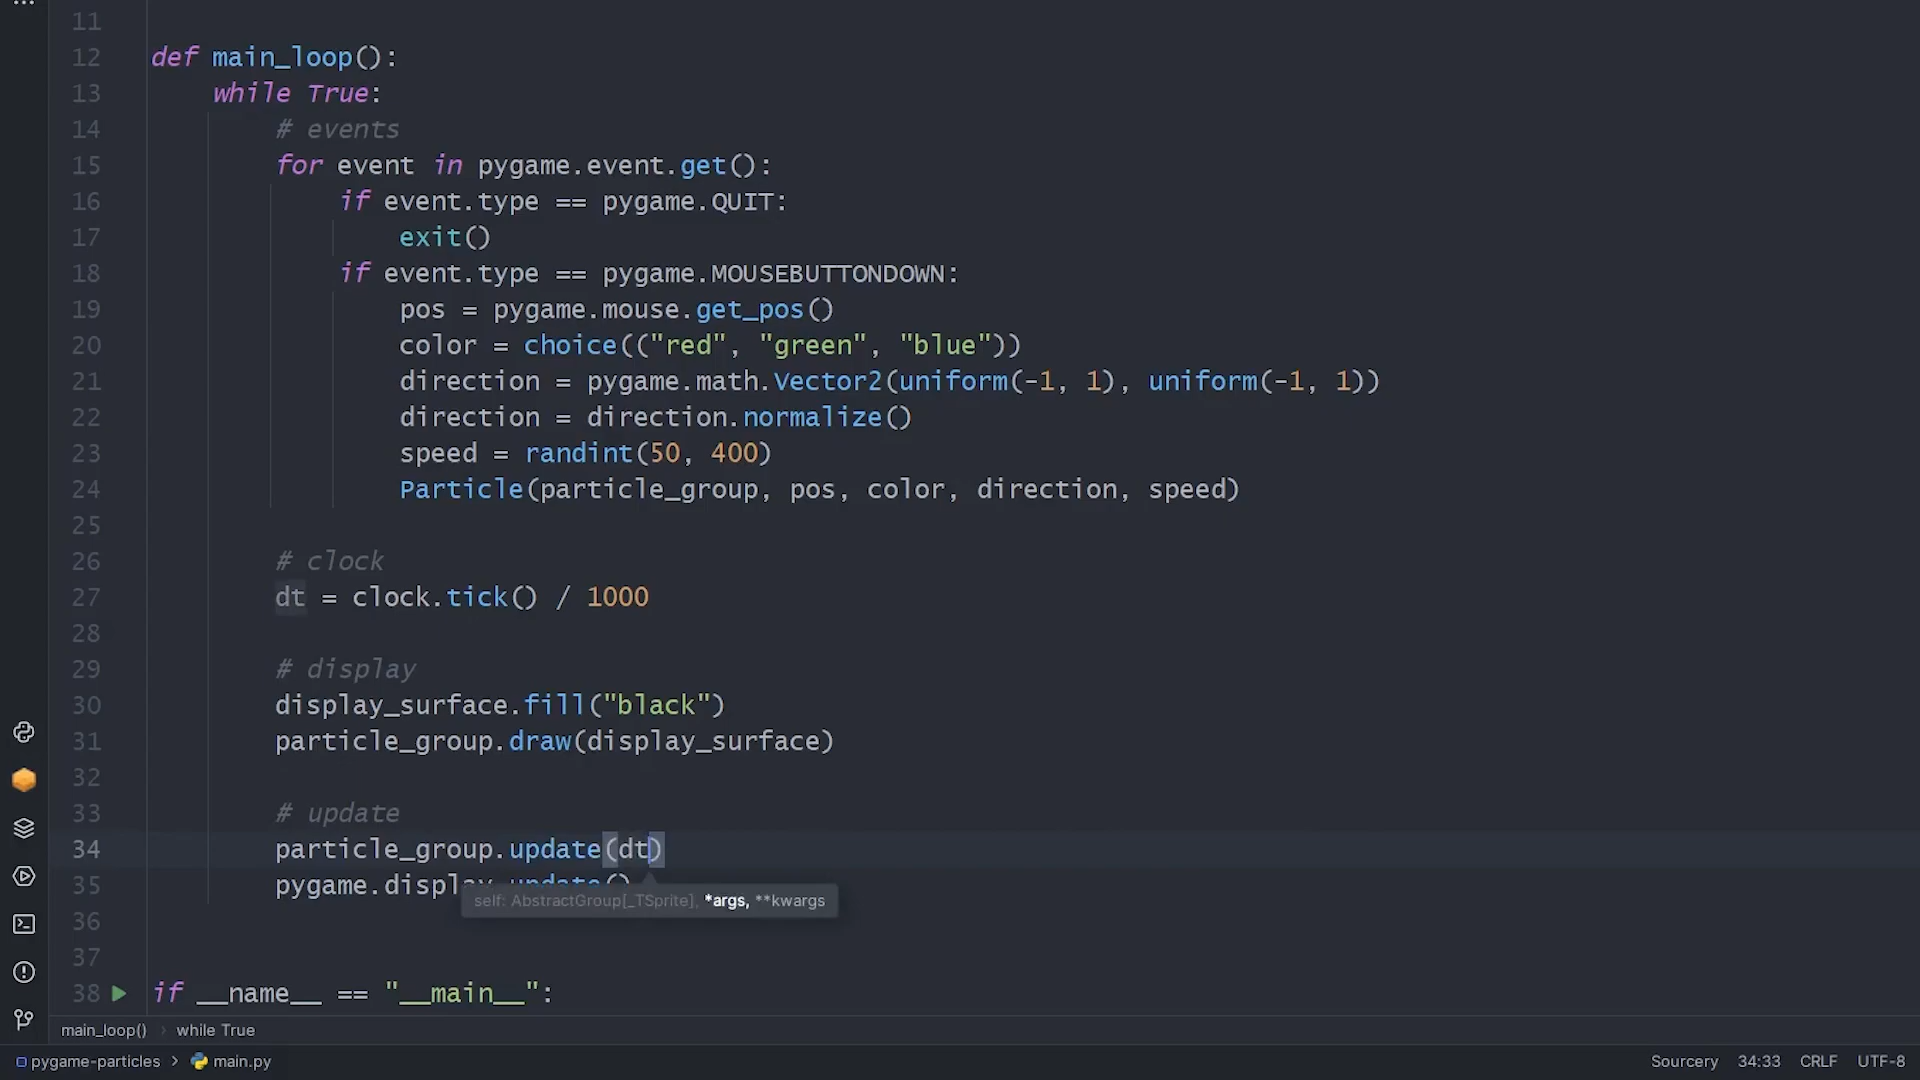 11
12 def main_loop():
13 while True:
14 # events
15 for event in pygame.event.get():
16 if event.type == pygame.QUIT:
17 exit()
18 if event.type == pygame.MOUSEBUTTONDOWN:
19 pos = pygame.mouse.get_pos()
20 color = choice(("red", "green", "blue"))
21 direction = pygame.math.Vector2(uniform(-1, 1), uniform(-1, 1))
22 direction = direction.normalize()
23 speed = randint(50, 400)
24 Particle(particle_group, pos, color, direction, speed)
25
26 # clock
27 dt = clock.tick() / 1000
28
29 # display
30 display_surface.fill("black")
31 particle_group.draw(display_surface)
32
33 # update
34 particle_group.update(dt)
35 pygame.display.update()
self: AbstractGroup[_TSprite], *args, **kwargs
36
37
38 if __name__ == "__main__":
main_loop() › while True
pygame-particles › main.py Sourcery 34:33 CRLF UTF-8